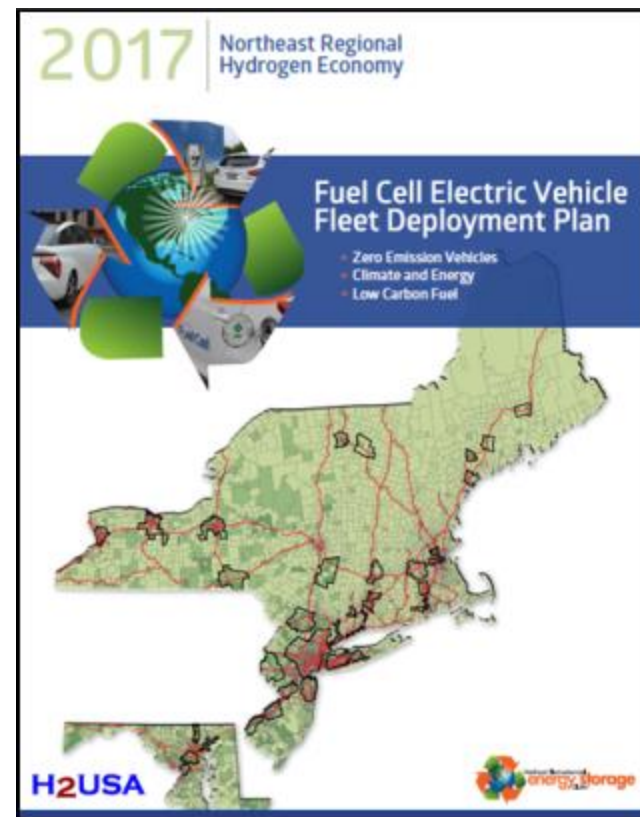 2017
Northeast Regional
Hydrogen Economy
Fuel Cell Electric Vehicle
Fleet Deployment Plan
• Zero Emission Vehicles
• Climate and Energy
• Low Carbon Fuel
H2USA
energy storage